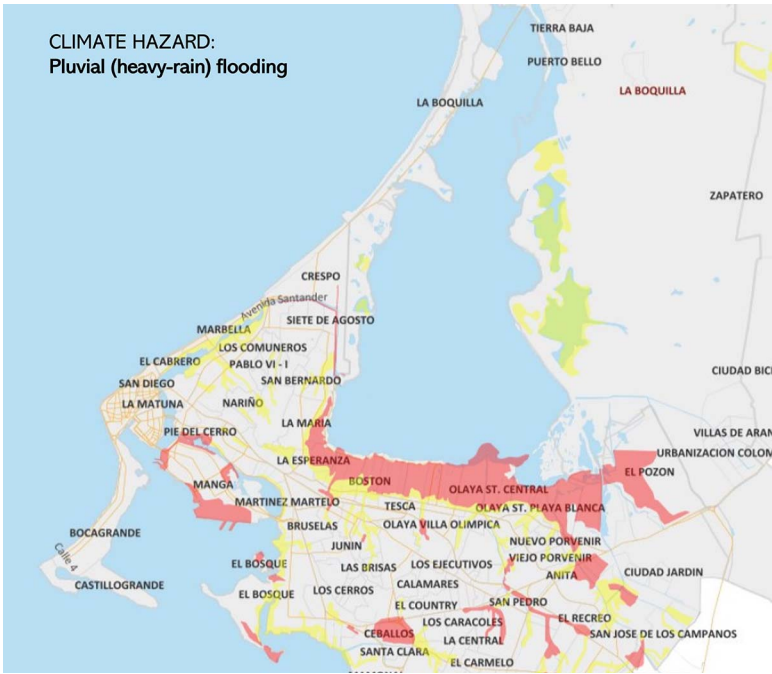 CLIMATE HAZARD:
Pluvial (heavy-rain) flooding
TIERRA BAJA
PUERTO BELLO
LA BOQUILLA
LA BOQUILLA
ZAPATERO
CRESPO
Avenida Santander
SIETE DE AGOSTO
MARBELLA
LOS COMUNEROS
EL CABRERO
PABLO VI - I
CIUDAD BIC
SAN DIEGO
SAN BERNARDO
LA MATUNA
NARIÑO
LA MARIA
PIE DEL CERRO
VILLAS DE ARAN
URBANIZACION COLOM
LA ESPERANZA
EL POZON
MANGA
BOSTON
OLAYA ST. CENTRAL
MARTINEZ MARTELO
TESCA
OLAYA ST. PLAYA BLANCA
BRUSELAS
OLAYA VILLA OLIMPICA
BOCAGRANDE
JUNIN
NUEVO PORVENIR
Calle 4
VIEJO PORVENIR
EL BOSQUE
LAS BRISAS
LOS EJECUTIVOS
ANITA
CIUDAD JARDIN
CASTILLOGRANDE
CALAMARES
EL BOSQUE
LOS CERROS
EL COUNTRY
SAN PEDRO
LOS CARACOLES
EL RECREO
CEBALLOS
LA CENTRAL
SAN JOSE DE LOS CAMPANOS
SANTA CLARA
EL CARMELO